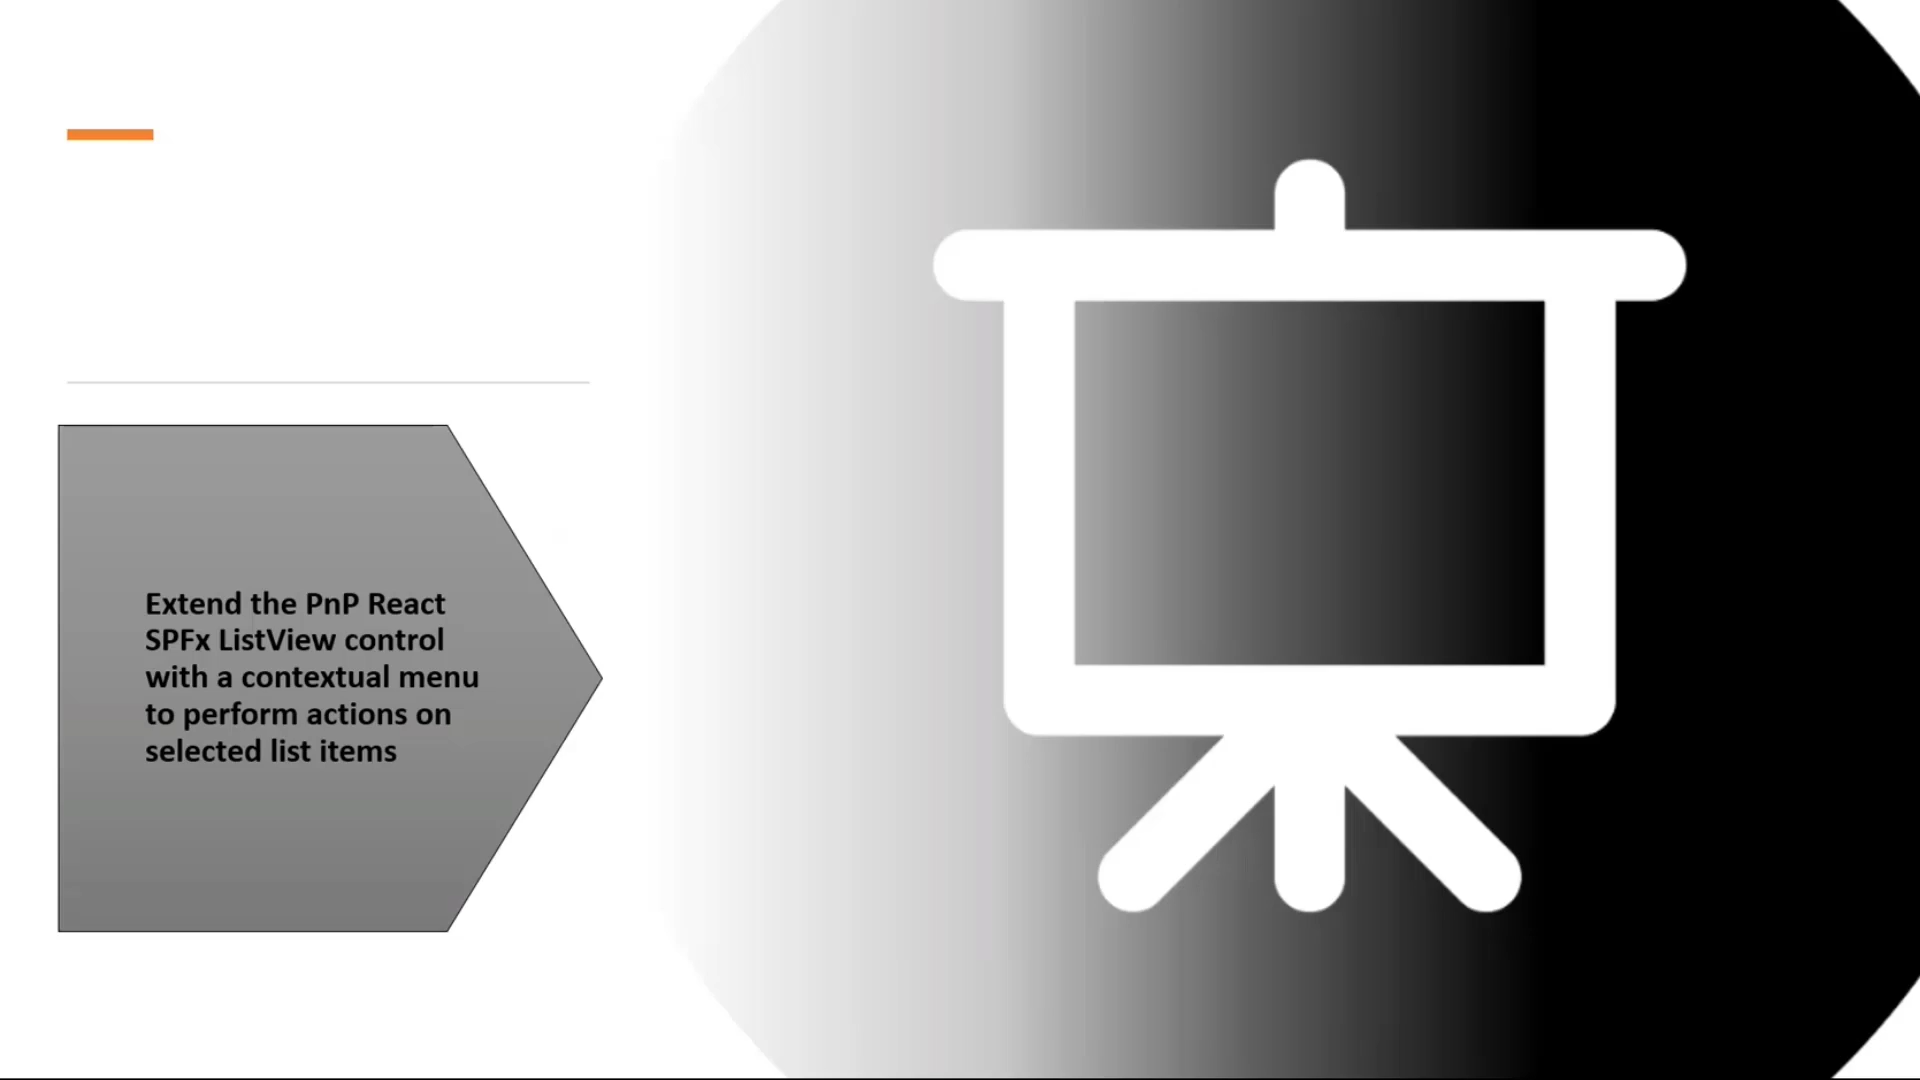 Extend the PnP React
SPFx ListView control
with a contextual menu
to perform actions on
selected list items